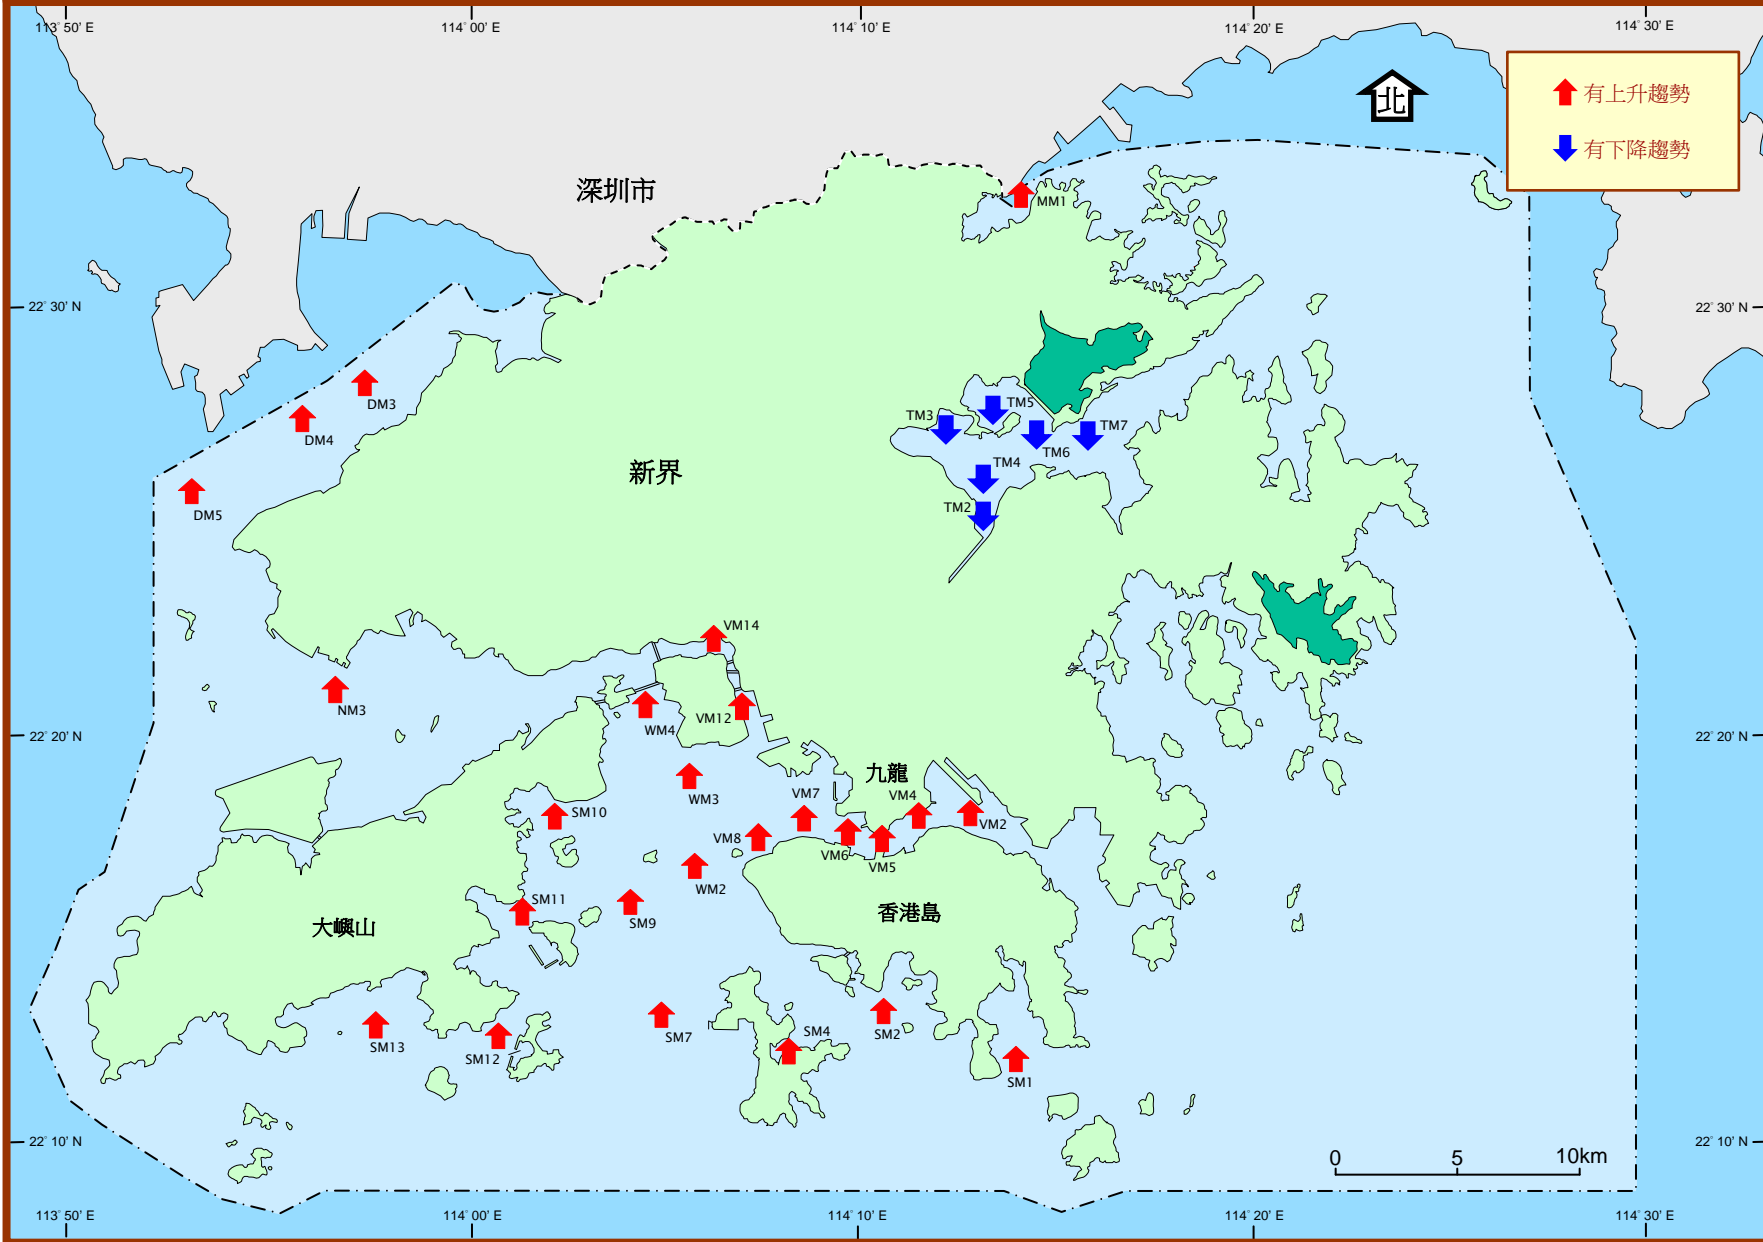 113° 50' E
114° 00' E
114° 10' E
114° 20' E
114° 30' E
北
有上升趨勢
有下降趨勢
深圳市
MM1
22° 30' N
22° 30' N
DM3
DM4
DM5
TM3
TM5
TM7
TM6
TM4
TM2
新界
VM14
NM3
WM4
VM12
22° 20' N
22° 20' N
九龍
WM3
VM7
VM4
SM10
VM8
VM6
VM5
VM2
WM2
SM11
SM9
大嶼山
香港島
SM13
SM12
SM7
SM4
SM2
SM1
22° 10' N
22° 10' N
0 5 10km
113° 50' E
114° 00' E
114° 10' E
114° 20' E
114° 30' E